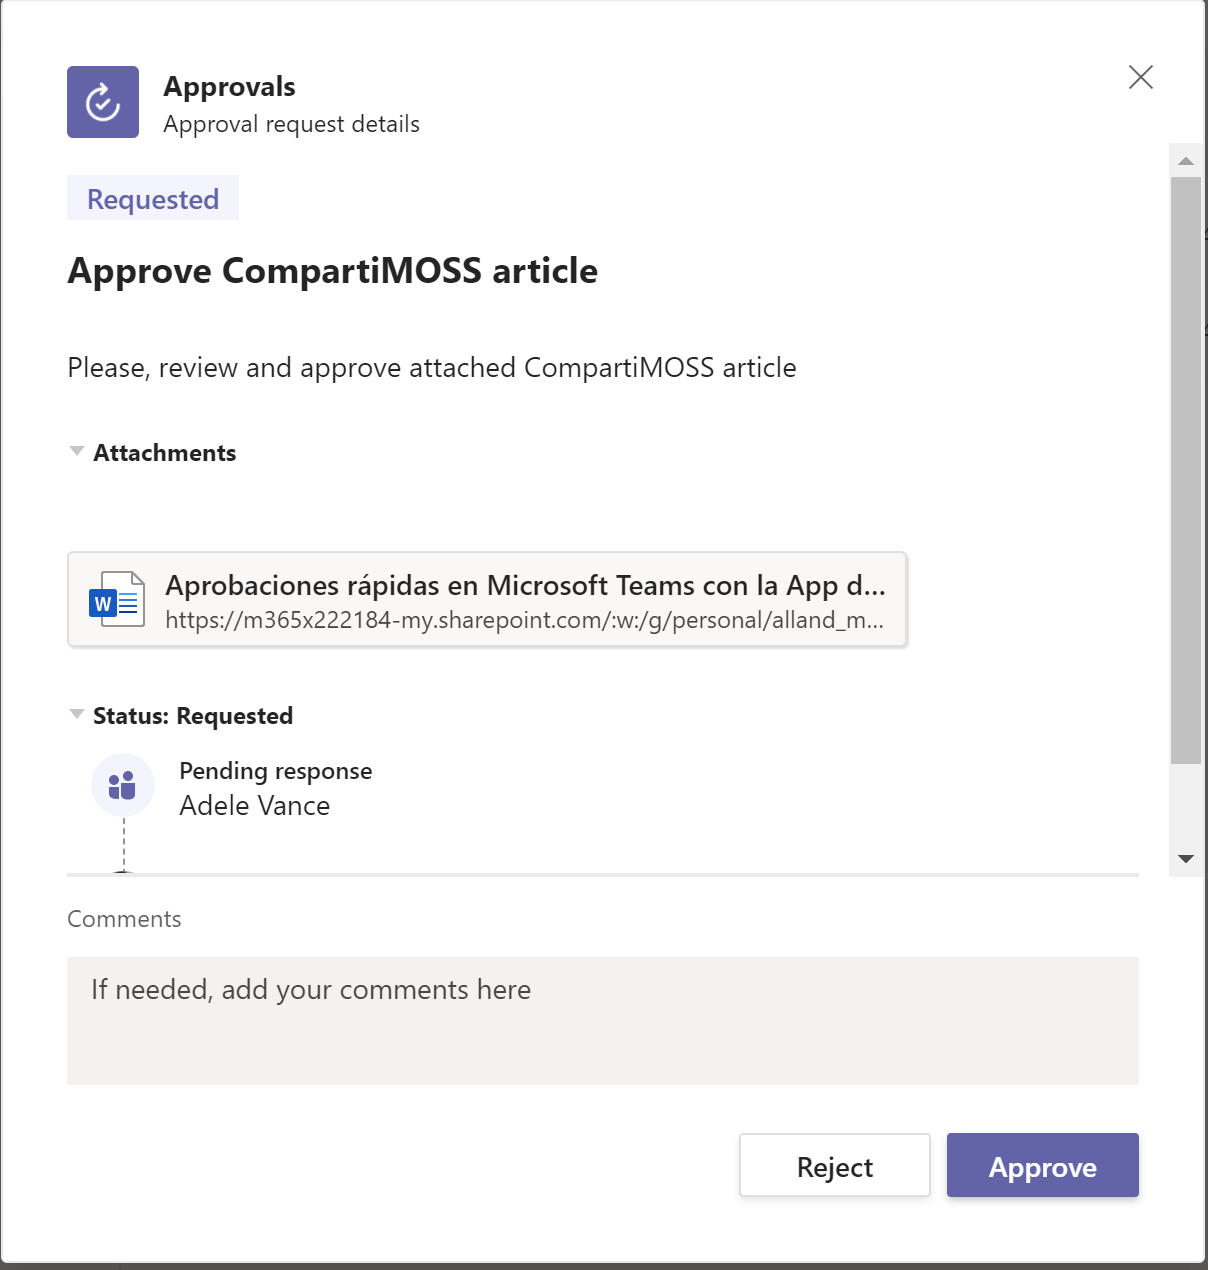 Approvals
Approval request details
Requested
Approve CompartiMOSS article
Please, review and approve attached CompartiMOSS article
Attachments
W
Aprobaciones rápidas en Microsoft Teams con la App d...
https://m365x222184-my.sharepoint.com/:w:/g/personal/alland_m...
Status: Requested
Pending response
Adele Vance
Comments
If needed, add your comments here
Reject
Approve